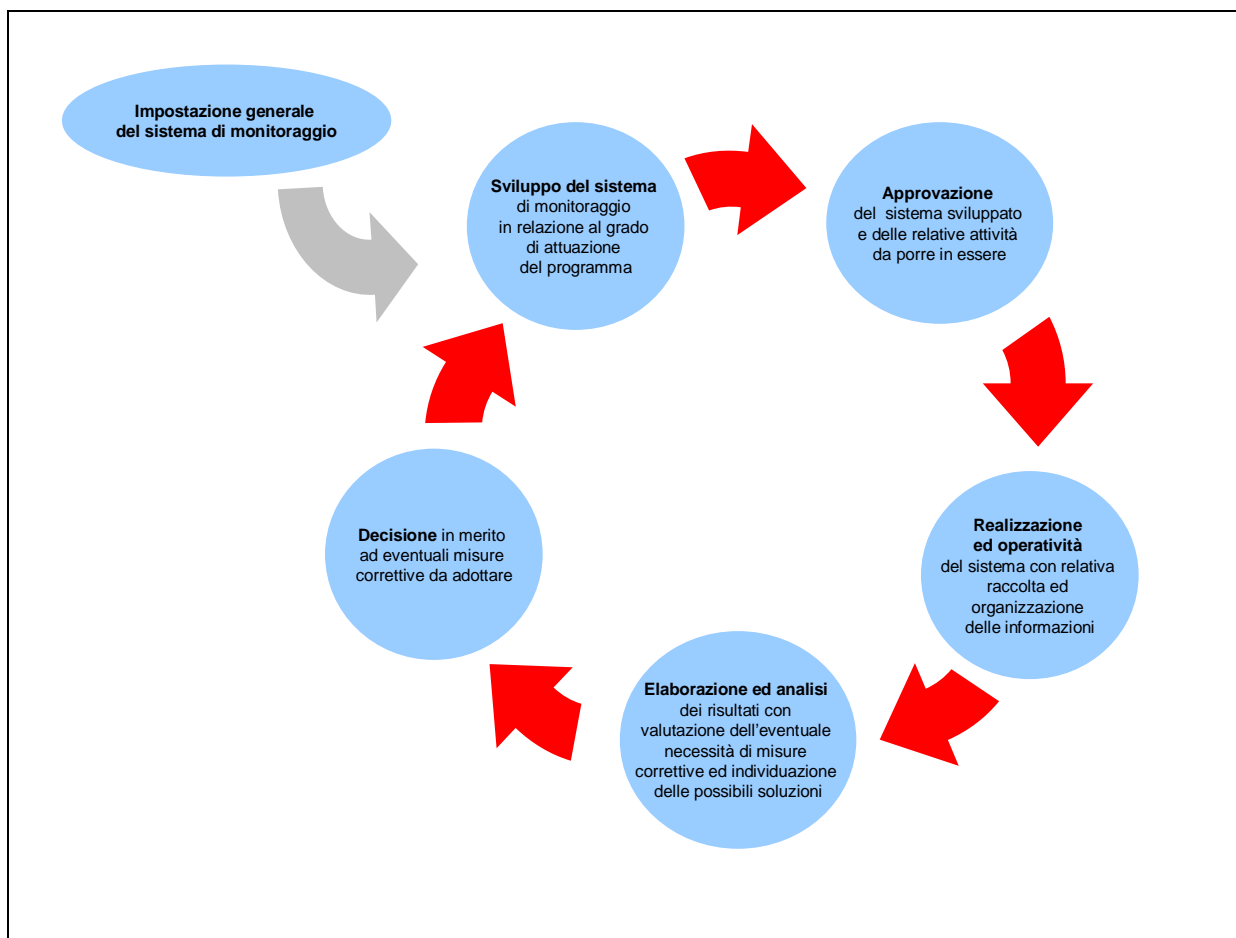 Impostazione generale
del sistema di monitoraggio
Sviluppo del sistema
di monitoraggio
in relazione al grado
di attuazione
del programma
Approvazione
del sistema sviluppato
e delle relative attività
da porre in essere
Realizzazione
ed operatività
del sistema con relativa
raccolta ed
organizzazione
delle informazioni
Elaborazione ed analisi
dei risultati con
valutazione dell'eventuale
necessità di misure
correttive ed individuazione
delle possibili soluzioni
Decisione in merito
ad eventuali misure
correttive da adottare